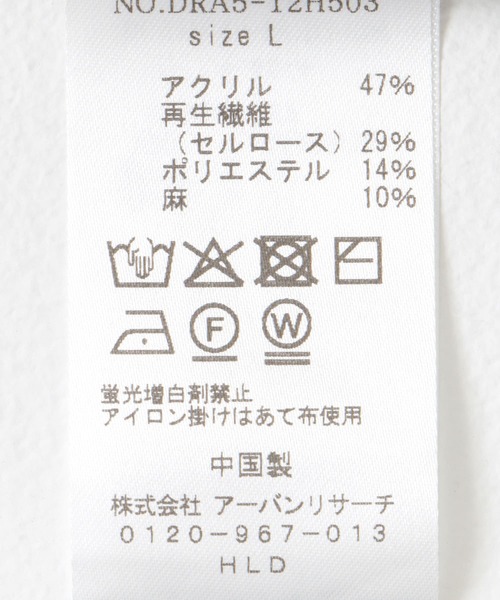 NO.DRA5-12H503
size L
アクリル 47%
再生繊維
（セルロース） 29%
ポリエステル 14%
麻 10%
F W
蛍光増白剤禁止
アイロン掛けはあて布使用
中国製
株式会社 アーバンリサーチ
0120-967-013
HLD